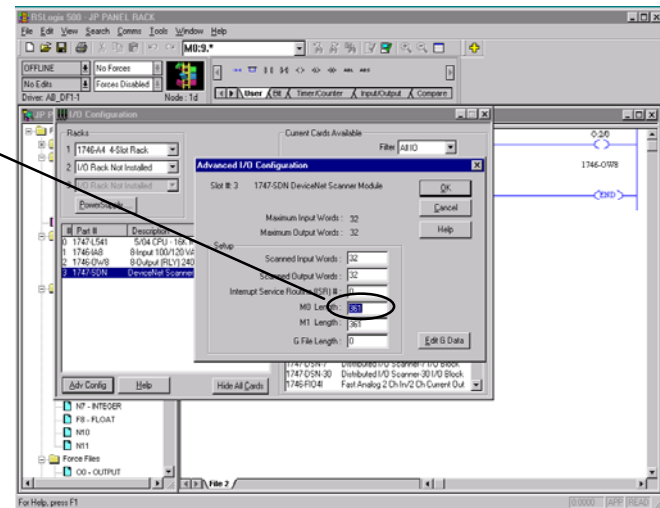 RSLogix 500 - JP PANEL RACK
File Edit View Search Comms Tools Window Help
M0:9.*
OFFLINE No Forces
No Edits Forces Disabled
Driver: AB_DF1-1 Node : 1d
User Bit Timer/Counter Input/Output Compare
I/O Configuration
Racks
1 1746-A4 4-Slot Rack
2 I/O Rack Not Installed
3 I/O Rack Not Installed
PowerSupply...
Current Cards Available
Filter All IO
# Part # Description
0 1747-L541 5/04 CPU - 16K
1 1746-IA8 8-Input 100/120 VA
2 1746-OW8 8-Output (RLY) 240
3 1747-SDN DeviceNet Scanner
Adv Config Help Hide All Cards
1747-DSN-7 Distributed I/O Scanner-7 I/O Block
1747-DSN-30 Distributed I/O Scanner-30 I/O Block
1746-FIO4I Fast Analog 2 Ch In/2 Ch Current Out
Advanced I/O Configuration
Slot #: 3 1747-SDN DeviceNet Scanner Module
OK
Cancel
Help
Maximum Input Words : 32
Maximum Output Words : 32
Setup
Scanned Input Words : 32
Scanned Output Words : 32
Interrupt Service Routine (ISR) # : 0
M0 Length : 361
M1 Length : 361
G File Length : 0
Edit G Data
O:2/0
1746-OW8
END
N7 - INTEGER
F8 - FLOAT
N10
N11
Force Files
O0 - OUTPUT
File 2
For Help, press F1
0:0000 APP READ